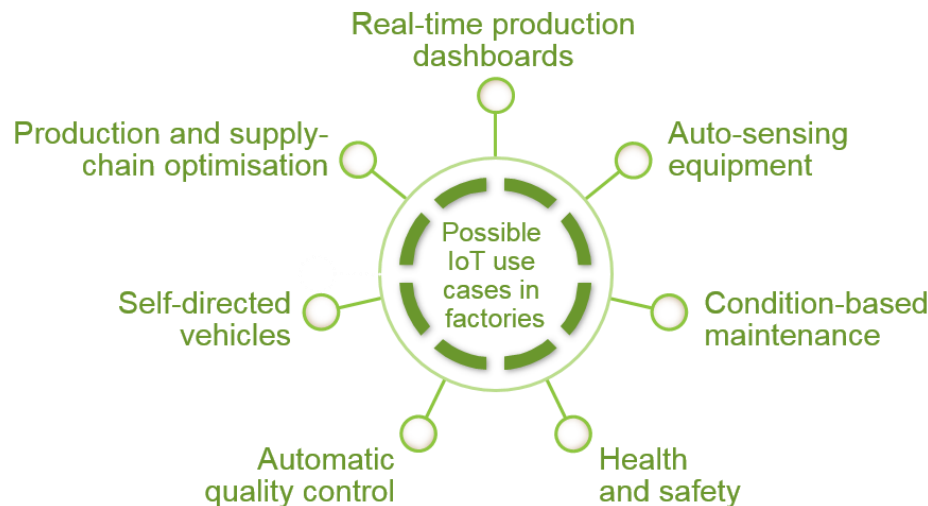 Real-time production
dashboards
Auto-sensing
equipment
Condition-based
maintenance
Health
and safety
Automatic
quality control
Self-directed
vehicles
Production and supply-
chain optimisation
Possible
IoT use
cases in
factories